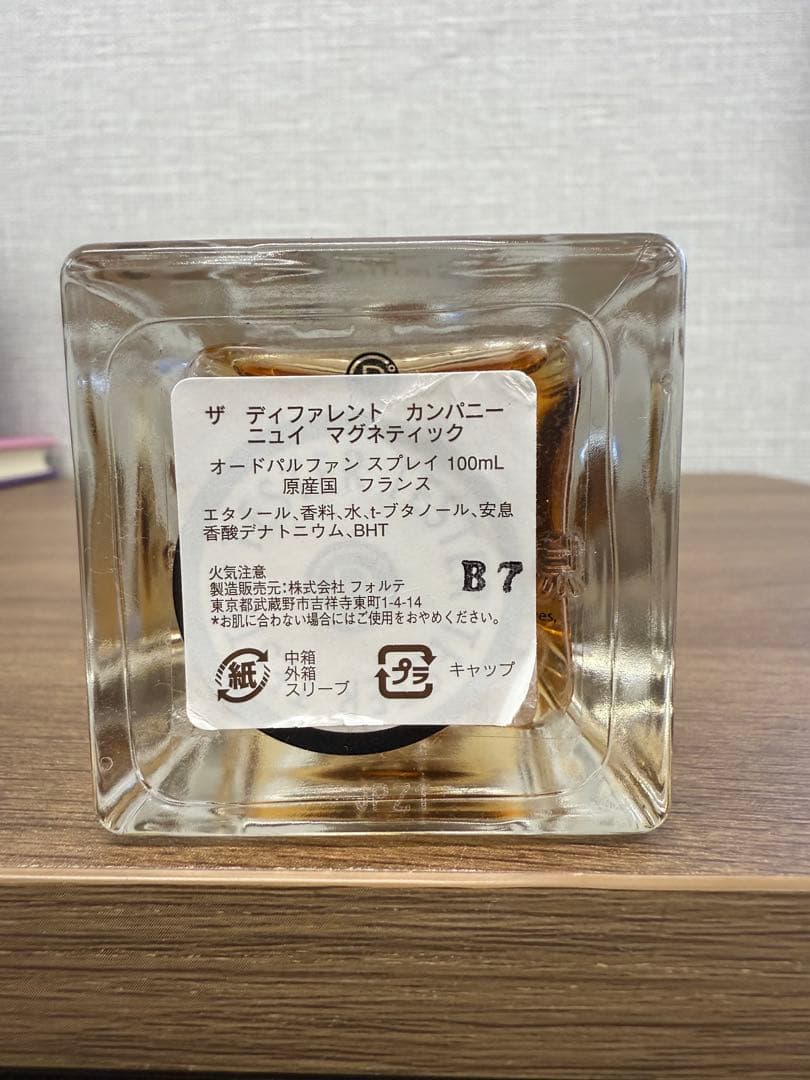 ザ ディファレント カンパニー
ニュイ マグネティック
オードパルファン スプレイ 100mL
原産国 フランス
エタノール、香料、水、t-ブタノール、安息
香酸デナトニウム、BHT
火気注意
製造販売元：株式会社 フォルテ
東京都武蔵野市吉祥寺東町1-4-14
*お肌に合わない場合にはご使用をおやめください。
B7
紙
中箱
外箱
スリーブ
プラ
キャップ